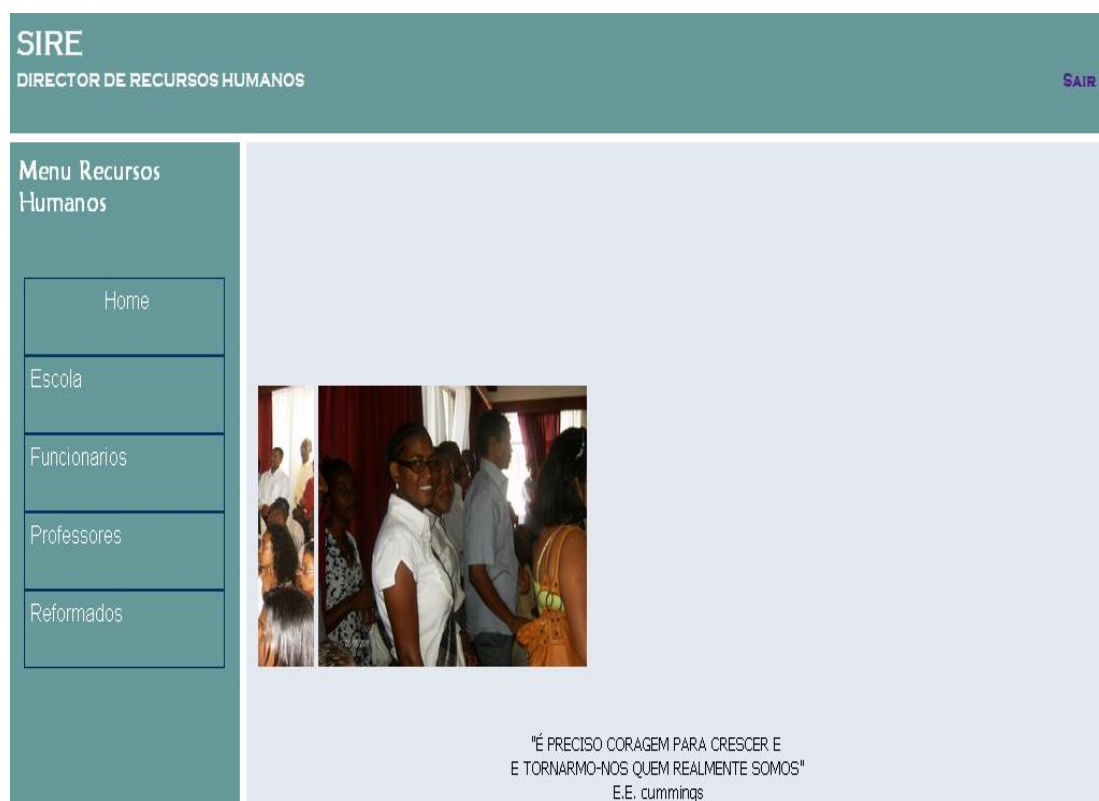 SIRE
DIRECTOR DE RECURSOS HUMANOS
SAIR
Menu Recursos
Humanos
Home
Escola
Funcionarios
Professores
Reformados
"É PRECISO CORAGEM PARA CRESCER E
E TORNARMO-NOS QUEM REALMENTE SOMOS"
E.E. cummings